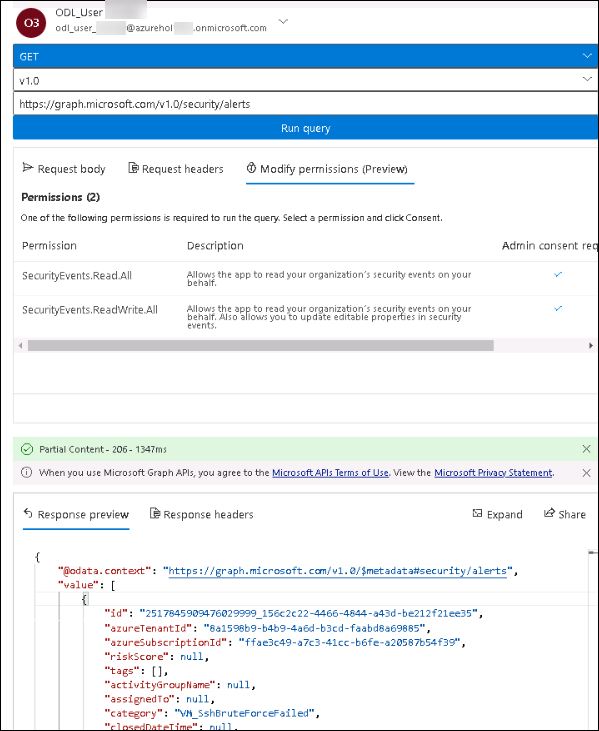 O3
ODL_User
odl_user_ @azurehol .onmicrosoft.com
GET
v1.0
https://graph.microsoft.com/v1.0/security/alerts
Run query
Request body Request headers Modify permissions (Preview)
Permissions (2)
One of the following permissions is required to run the query. Select a permission and click Consent.
Permission Description Admin consent req
SecurityEvents.Read.All Allows the app to read your organization's security events on your
behalf.
SecurityEvents.ReadWrite.All Allows the app to read your organization's security events on your
behalf. Also allows you to update editable properties in security
events.
Partial Content - 206 - 1347ms
When you use Microsoft Graph APIs, you agree to the Microsoft APIs Terms of Use. View the Microsoft Privacy Statement.
Response preview Response headers Expand Share
{
"@odata.context": "https://graph.microsoft.com/v1.0/$metadata#security/alerts",
"value": [
{
"id": "2517845909476029999_156c2c22-4466-4844-a43d-be212f21ee35",
"azureTenantId": "8a1598b9-b4b9-4a6d-b3cd-faabd8a69885",
"azureSubscriptionId": "ffae3c49-a7c3-41cc-b6fe-a20587b54f39",
"riskScore": null,
"tags": [],
"activityGroupName": null,
"assignedTo": null,
"category": "VM_SshBruteForceFailed",
"closedDateTime": null,